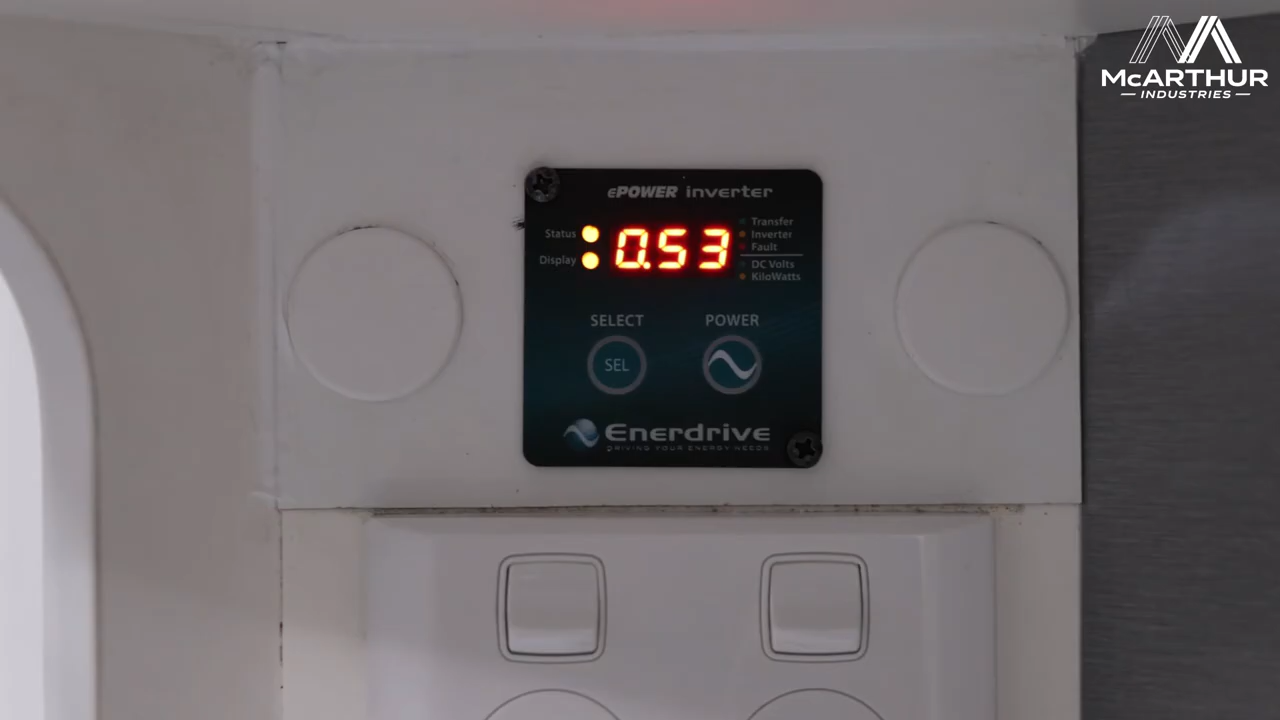 McARTHUR
INDUSTRIES
ePOWER inverter
Status
Display
0.53
Transfer
Inverter
Fault
DC Volts
KiloWatts
SELECT
POWER
SEL
Enerdrive
DRIVING YOUR ENERGY NEEDS